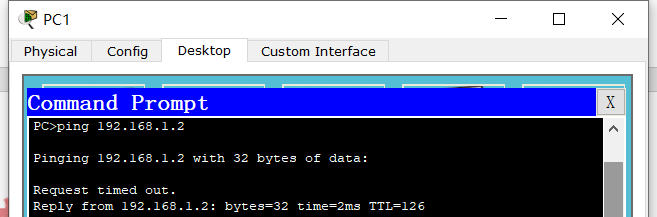 PC1
Physical Config Desktop Custom Interface
Command Prompt X
PC>ping 192.168.1.2
Pinging 192.168.1.2 with 32 bytes of data:
Request timed out.
Reply from 192.168.1.2: bytes=32 time=2ms TTL=126